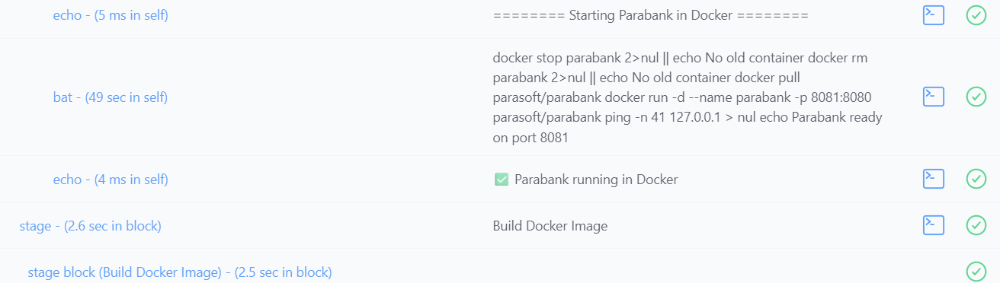 echo - (5 ms in self) ======== Starting Parabank in Docker ========
docker stop parabank 2>nul || echo No old container docker rm
parabank 2>nul || echo No old container docker pull
bat - (49 sec in self) parasoft/parabank docker run -d --name parabank -p 8081:8080
parasoft/parabank ping -n 41 127.0.0.1 > nul echo Parabank ready
on port 8081
echo - (4 ms in self) ✅ Parabank running in Docker
stage - (2.6 sec in block) Build Docker Image
stage block (Build Docker Image) - (2.5 sec in block)